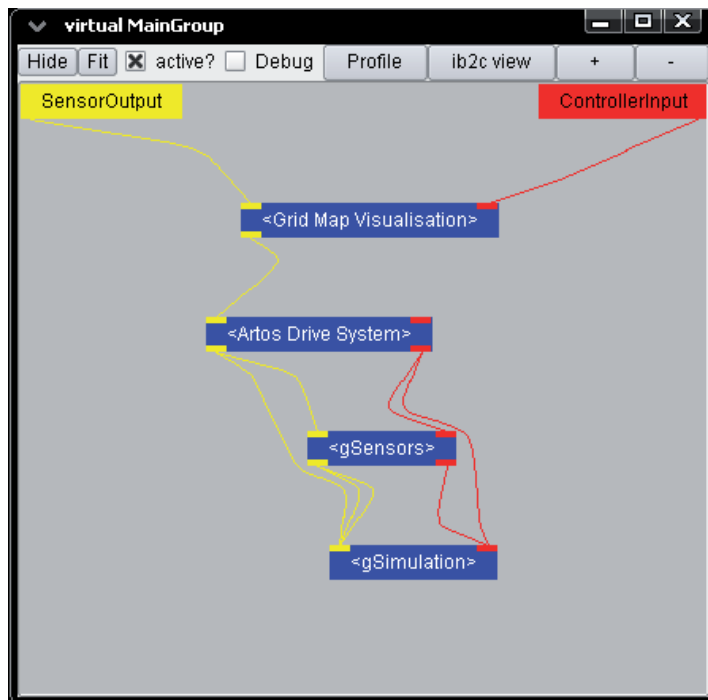 virtual MainGroup
Hide Fit active? Debug Profile ib2c view + -
SensorOutput ControllerInput
<Grid Map Visualisation>
<Artos Drive System>
<gSensors>
<gSimulation>